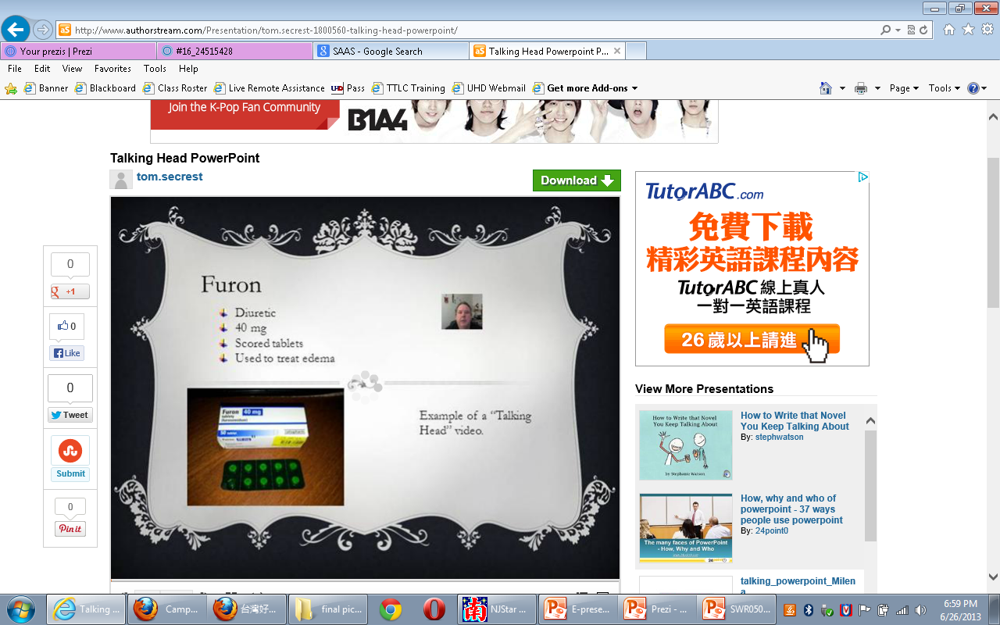 http://www.authorstream.com/Presentation/tom.secrest-1800560-talking-head-powerpoint/
Your prezis | Prezi
#16_24515428
SAAS - Google Search
Talking Head Powerpoint P...
File Edit View Favorites Tools Help
Banner Blackboard Class Roster Live Remote Assistance UHD Pass TTLC Training UHD Webmail Get more Add-ons
Page Tools
Join the K-Pop Fan Community
B1A4
Talking Head PowerPoint
tom.secrest
Download
0
+1
0
Like
0
Tweet
Submit
0
Pin it
Furon
Diuretic
40 mg
Scored tablets
Used to treat edema
Furon 40 mg
Example of a “Talking
Head” video.
TutorABC.com
免費下載
精彩英語課程內容
TutorABC 線上真人
一對一英語課程
26歲以上請進
View More Presentations
How to Write that Novel
You Keep Talking About
by Stephanie Watson
How to Write that Novel
You Keep Talking About
By: stephwatson
The many faces of PowerPoint
- How, Why and Who
24point0
How, why and who of
powerpoint - 37 ways
people use powerpoint
By: 24point0
talking_powerpoint_Milen
a
Talking ...
Camp...
台灣好...
final pic...
南
NJStar ...
E-prese...
Prezi - ...
SWR050...
6:59 PM
6/26/2013